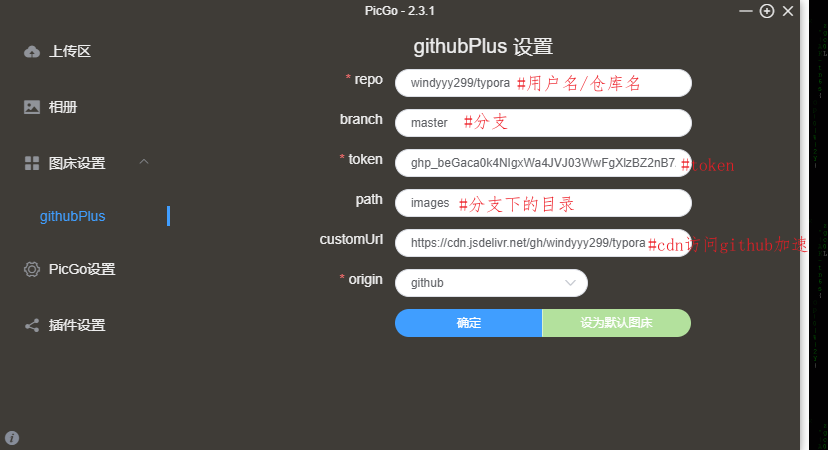 PicGo - 2.3.1
上传区
相册
图床设置
githubPlus
PicGo设置
插件设置
githubPlus 设置
* repo windyyy299/typora #用户名/仓库名
branch master #分支
* token #token
path images #分支下的目录
customUrl https://cdn.jsdelivr.net/gh/windyyy299/typora #cdn访问github加速
* origin github
确定 设为默认图床